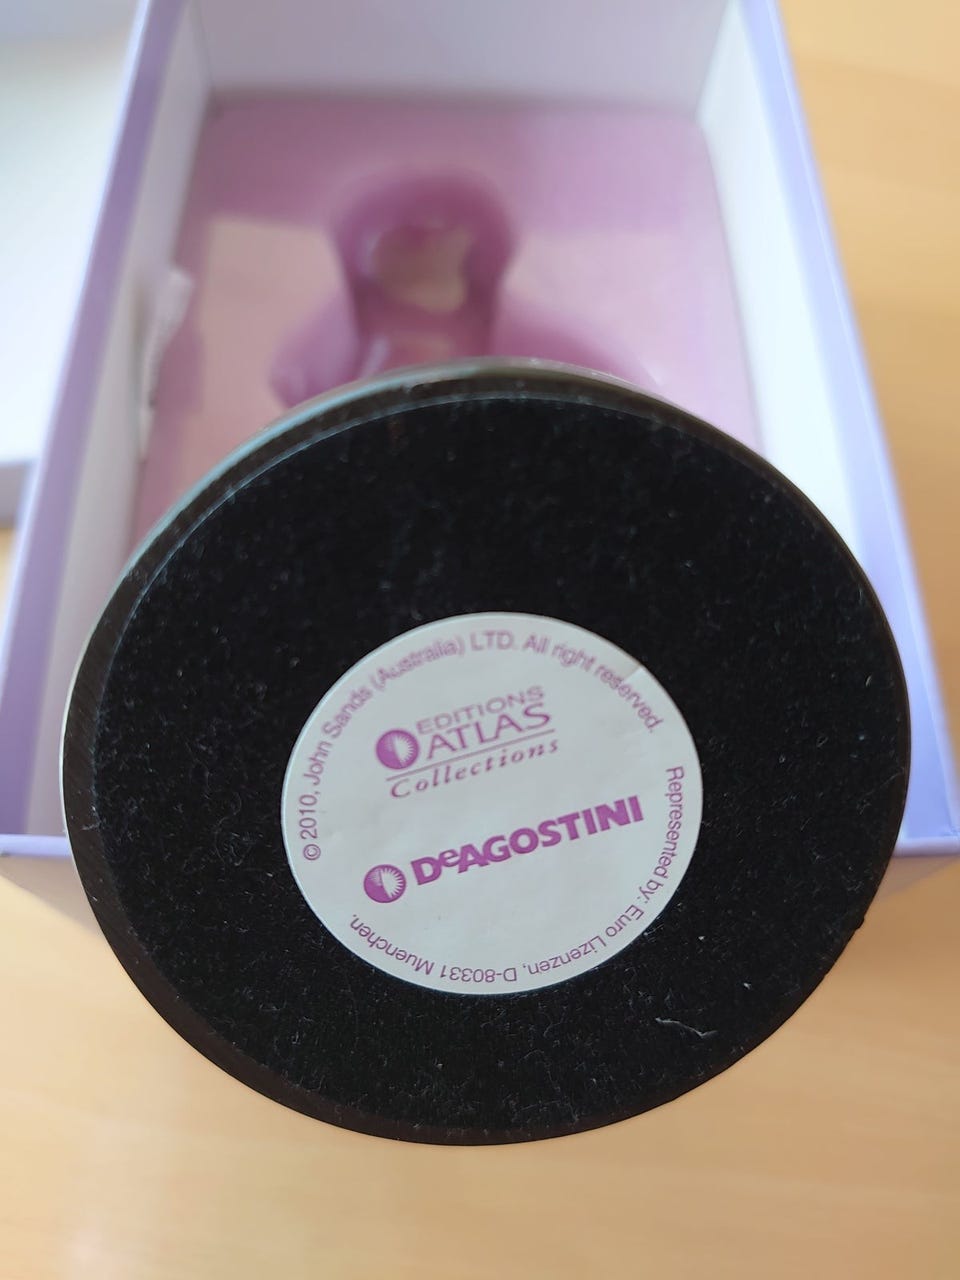 © 2010, John Sands (Australia) LTD. All right reserved.
EDITIONS
ATLAS
Collections
DeAGOSTINI
Represented by: Euro Lizenzen, D-80331 Muenchen.